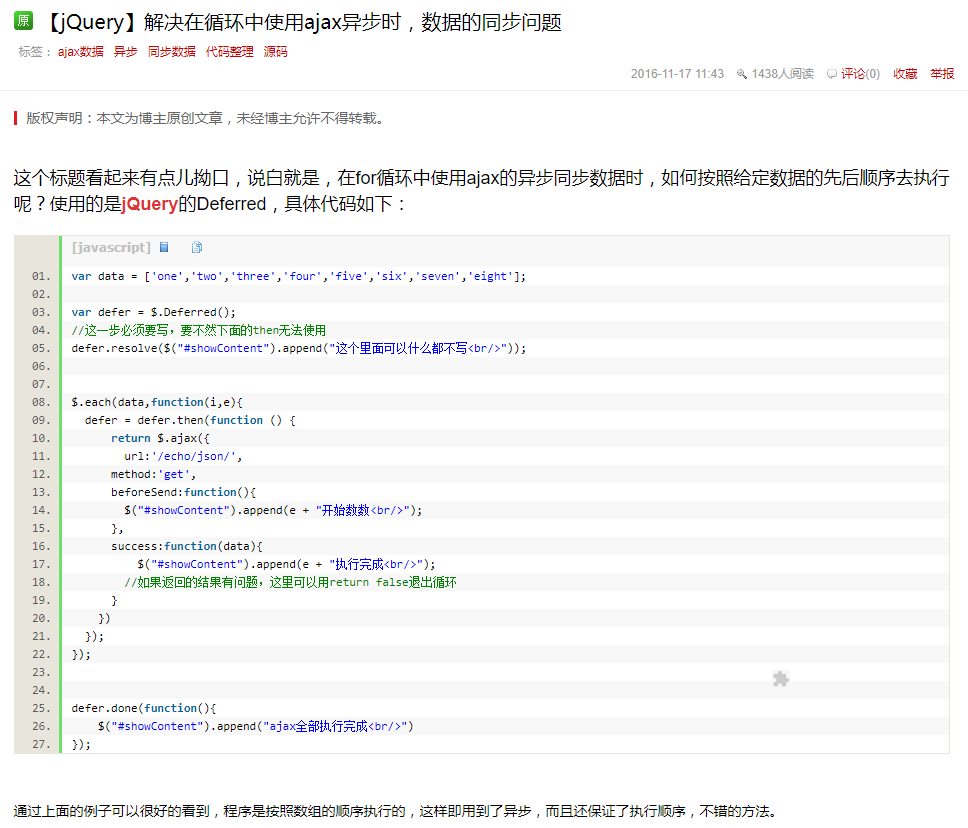 原 【jQuery】解决在循环中使用ajax异步时，数据的同步问题
标签： ajax数据 异步 同步数据 代码整理 源码
2016-11-17 11:43 1438人阅读 评论(0) 收藏 举报
版权声明：本文为博主原创文章，未经博主允许不得转载。
这个标题看起来有点儿拗口，说白就是，在for循环中使用ajax的异步同步数据时，如何按照给定数据的先后顺序去执行
呢？使用的是jQuery的Deferred，具体代码如下：
[javascript]
01. var data = ['one','two','three','four','five','six','seven','eight'];
02.
03. var defer = $.Deferred();
04. //这一步必须要写，要不然下面的then无法使用
05. defer.resolve($("#showContent").append("这个里面可以什么都不写<br/>"));
06.
07.
08. $.each(data,function(i,e){
09. defer = defer.then(function () {
10. return $.ajax({
11. url:'/echo/json/',
12. method:'get',
13. beforeSend:function(){
14. $("#showContent").append(e + "开始数数<br/>");
15. },
16. success:function(data){
17. $("#showContent").append(e + "执行完成<br/>");
18. //如果返回的结果有问题，这里可以用return false退出循环
19. }
20. })
21. });
22. });
23.
24.
25. defer.done(function(){
26. $("#showContent").append("ajax全部执行完成<br/>")
27. });
通过上面的例子可以很好的看到，程序是按照数组的顺序执行的，这样即用到了异步，而且还保证了执行顺序，不错的方法。